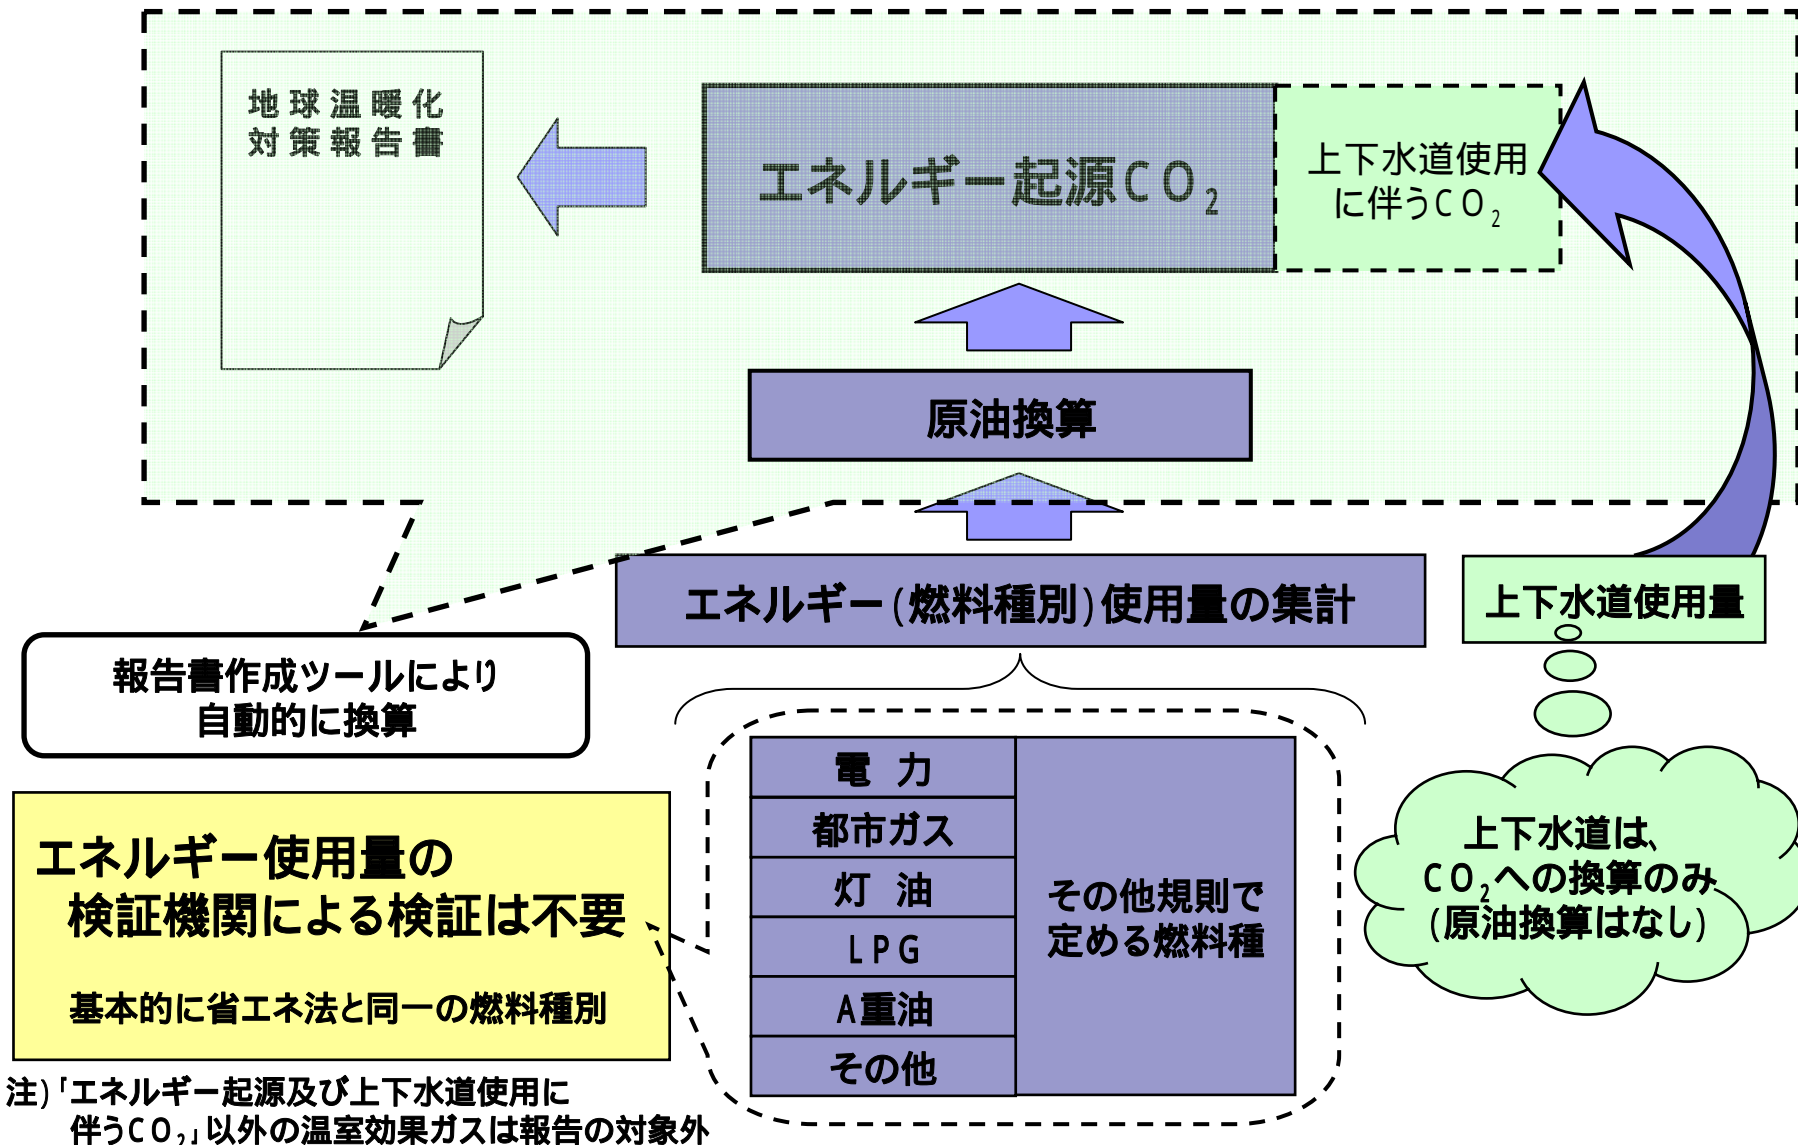 地球温暖化
対策報告書
エネルギー起源CO₂
上下水道使用
に伴うCO₂
原油換算
エネルギー(燃料種別)使用量の集計
上下水道使用量
報告書作成ツールにより
自動的に換算
電 力
都市ガス
灯 油
LPG
A重油
その他
その他規則で
定める燃料種
上下水道は、
CO₂への換算のみ
(原油換算はなし)
エネルギー使用量の
検証機関による検証は不要
基本的に省エネ法と同一の燃料種別
注)「エネルギー起源及び上下水道使用に
伴うCO₂」以外の温室効果ガスは報告の対象外